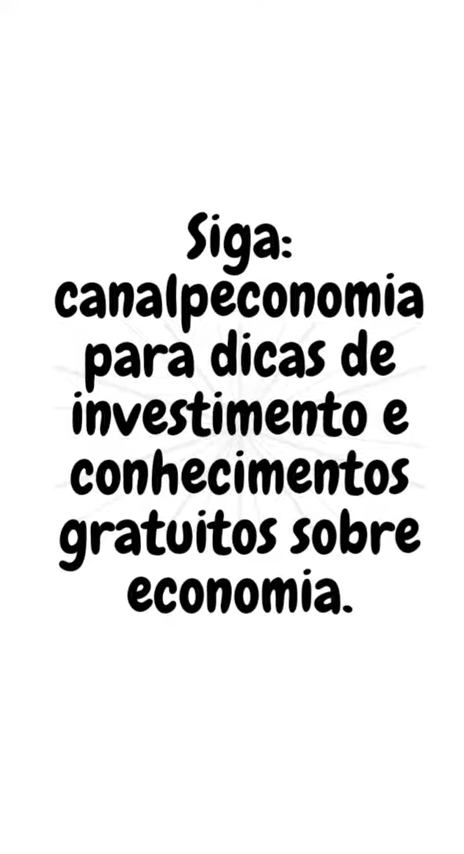 Siga:
canalpeconomia
para dicas de
investimento e
conhecimentos
gratuitos sobre
economia.